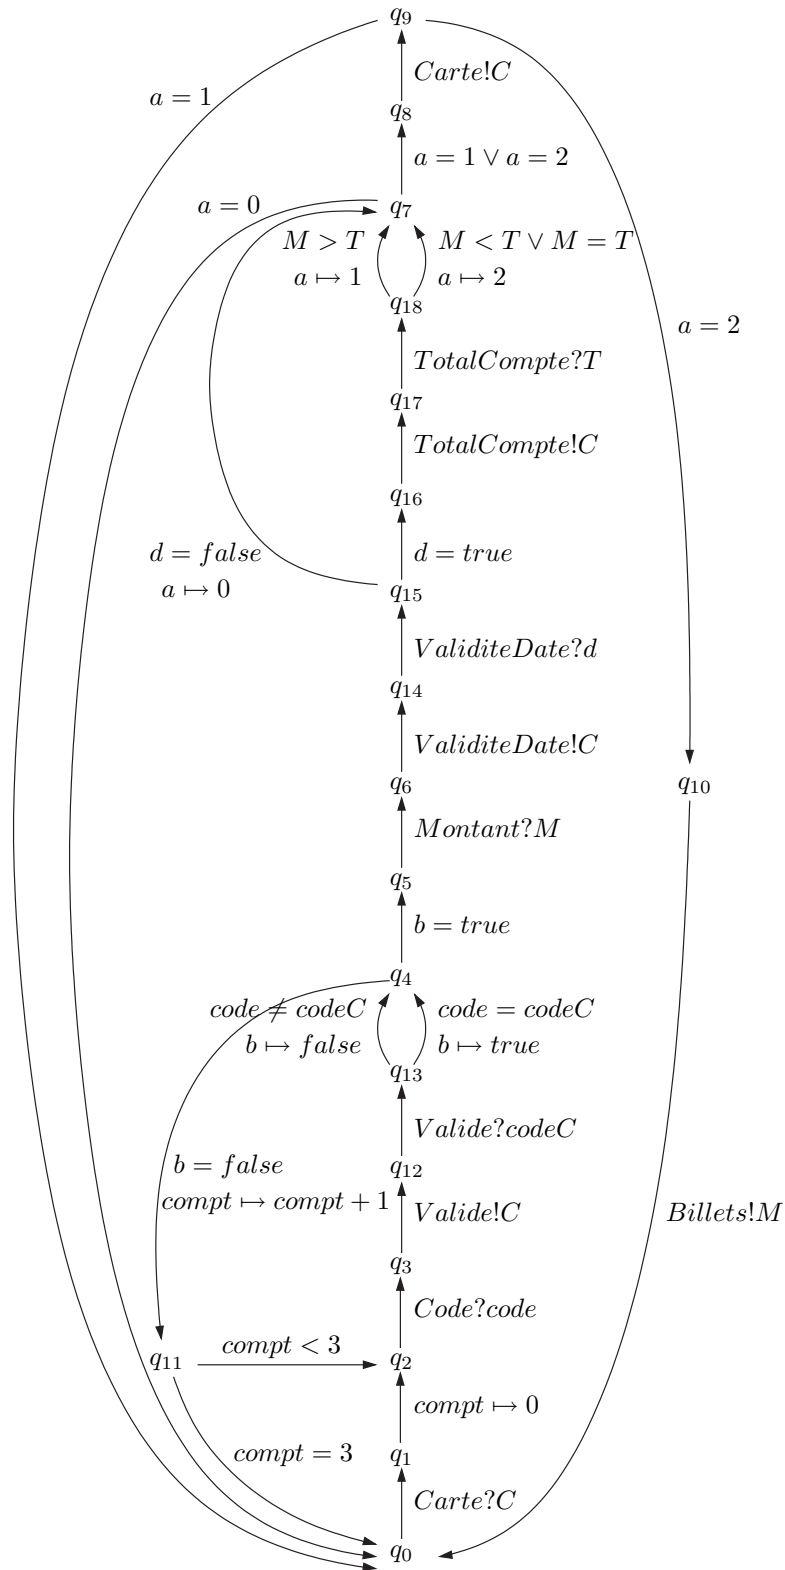 q9
Carte!C
a = 1
q8
a = 1 ∨ a = 2
a = 0
q7
M > T
M < T ∨ M = T
a ↦ 1
a ↦ 2
q18
a = 2
TotalCompte?T
q17
TotalCompte!C
q16
d = false
d = true
a ↦ 0
q15
ValiditeDate?d
q14
ValiditeDate!C
q6
q10
Montant?M
q5
b = true
q4
code ≠ codeC
code = codeC
b ↦ false
b ↦ true
q13
Valide?codeC
b = false
q12
compt ↦ compt + 1
Valide!C
Billets!M
q3
Code?code
compt < 3
q11
q2
compt ↦ 0
compt = 3
q1
Carte?C
q0